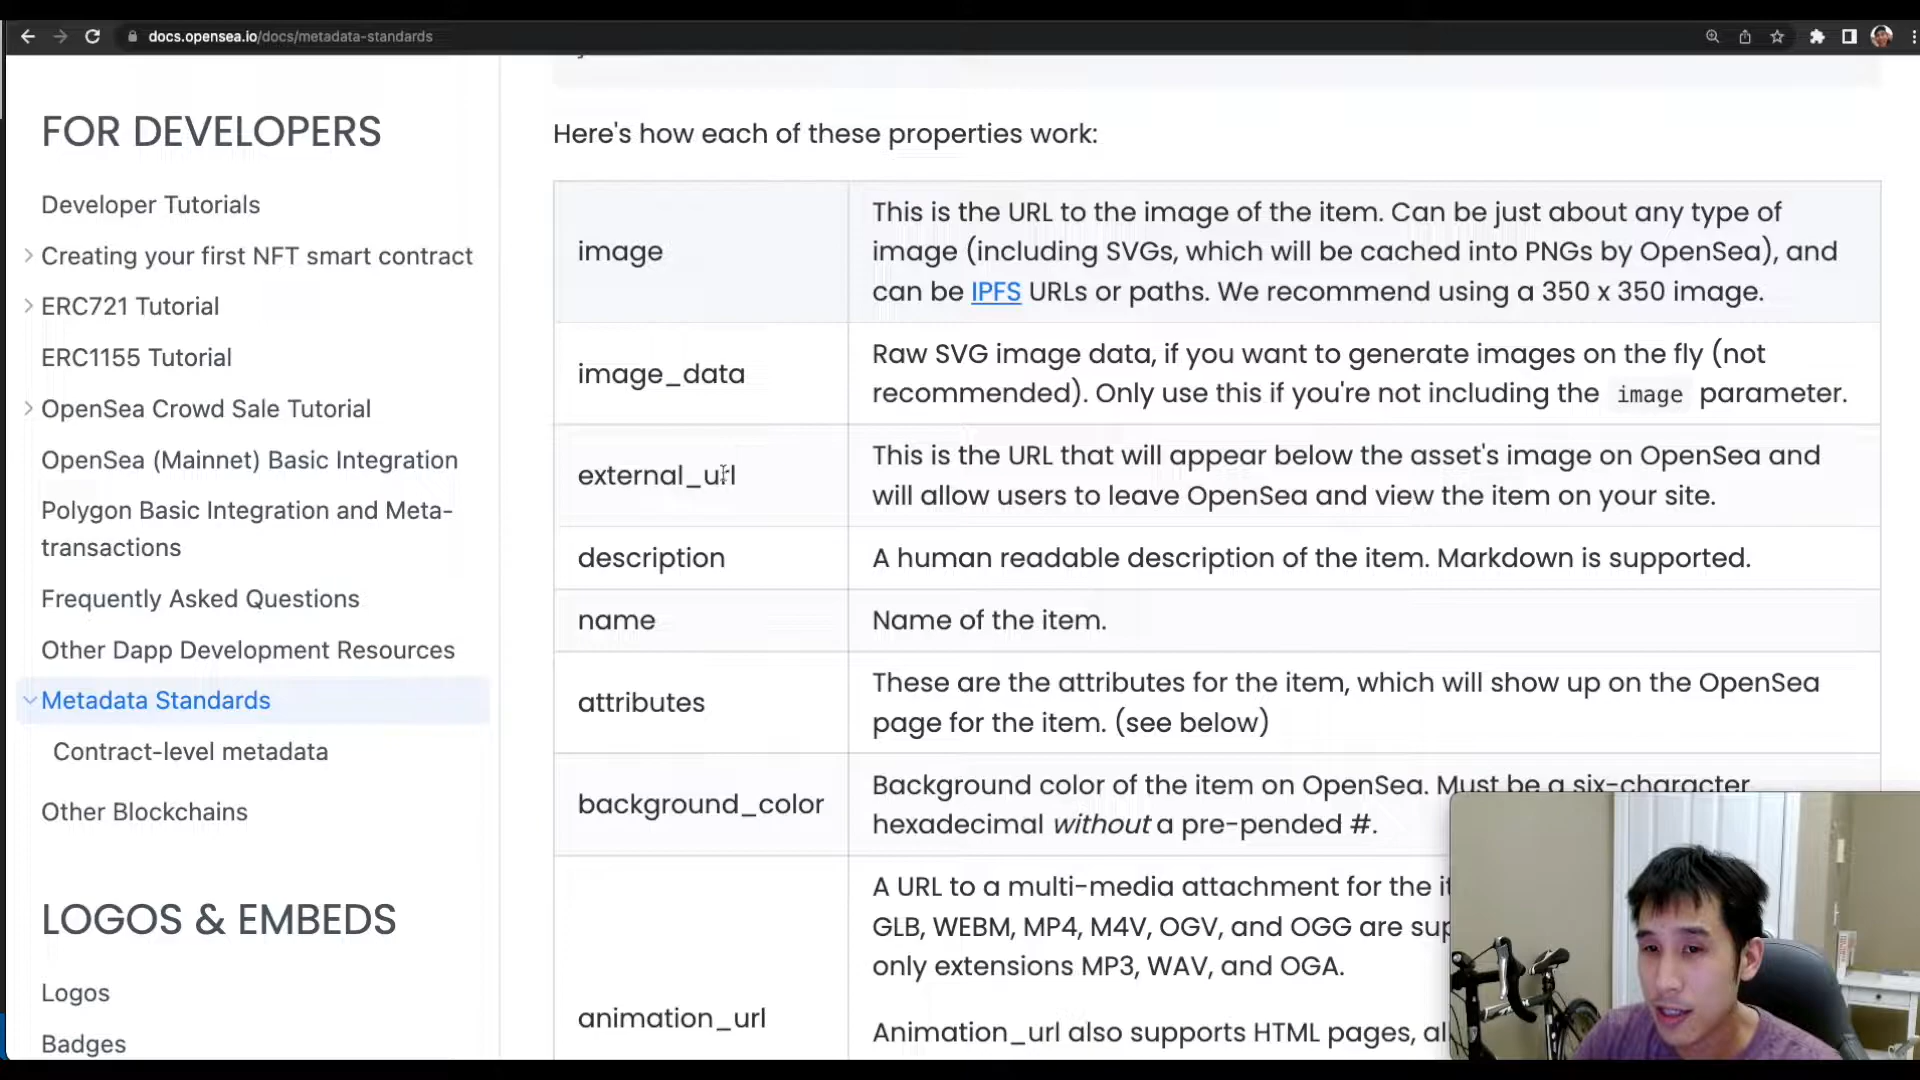 docs.opensea.io/docs/metadata-standards
FOR DEVELOPERS
Developer Tutorials
Creating your first NFT smart contract
ERC721 Tutorial
ERC1155 Tutorial
OpenSea Crowd Sale Tutorial
OpenSea (Mainnet) Basic Integration
Polygon Basic Integration and Meta-
transactions
Frequently Asked Questions
Other Dapp Development Resources
Metadata Standards
Contract-level metadata
Other Blockchains
LOGOS & EMBEDS
Logos
Badges
Here's how each of these properties work:
image
This is the URL to the image of the item. Can be just about any type of
image (including SVGs, which will be cached into PNGs by OpenSea), and
can be IPFS URLs or paths. We recommend using a 350 x 350 image.
image_data
Raw SVG image data, if you want to generate images on the fly (not
recommended). Only use this if you're not including the image parameter.
external_url
This is the URL that will appear below the asset's image on OpenSea and
will allow users to leave OpenSea and view the item on your site.
description
A human readable description of the item. Markdown is supported.
name
Name of the item.
attributes
These are the attributes for the item, which will show up on the OpenSea
page for the item. (see below)
background_color
Background color of the item on OpenSea. Must be a six-character
hexadecimal without a pre-pended #.
animation_url
A URL to a multi-media attachment for the
GLB, WEBM, MP4, M4V, OGV, and OGG are
only extensions MP3, WAV, and OGA.
Animation_url also supports HTML pages,